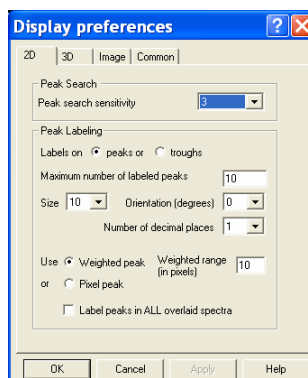 Display preferences
2D 3D Image Common
Peak Search
Peak search sensitivity 3
Peak Labeling
Labels on peaks or troughs
Maximum number of labeled peaks 10
Size 10 Orientation (degrees) 0
Number of decimal places 1
Use Weighted peak Weighted range (in pixels) 10
or Pixel peak
Label peaks in ALL overlaid spectra
OK Cancel Apply Help